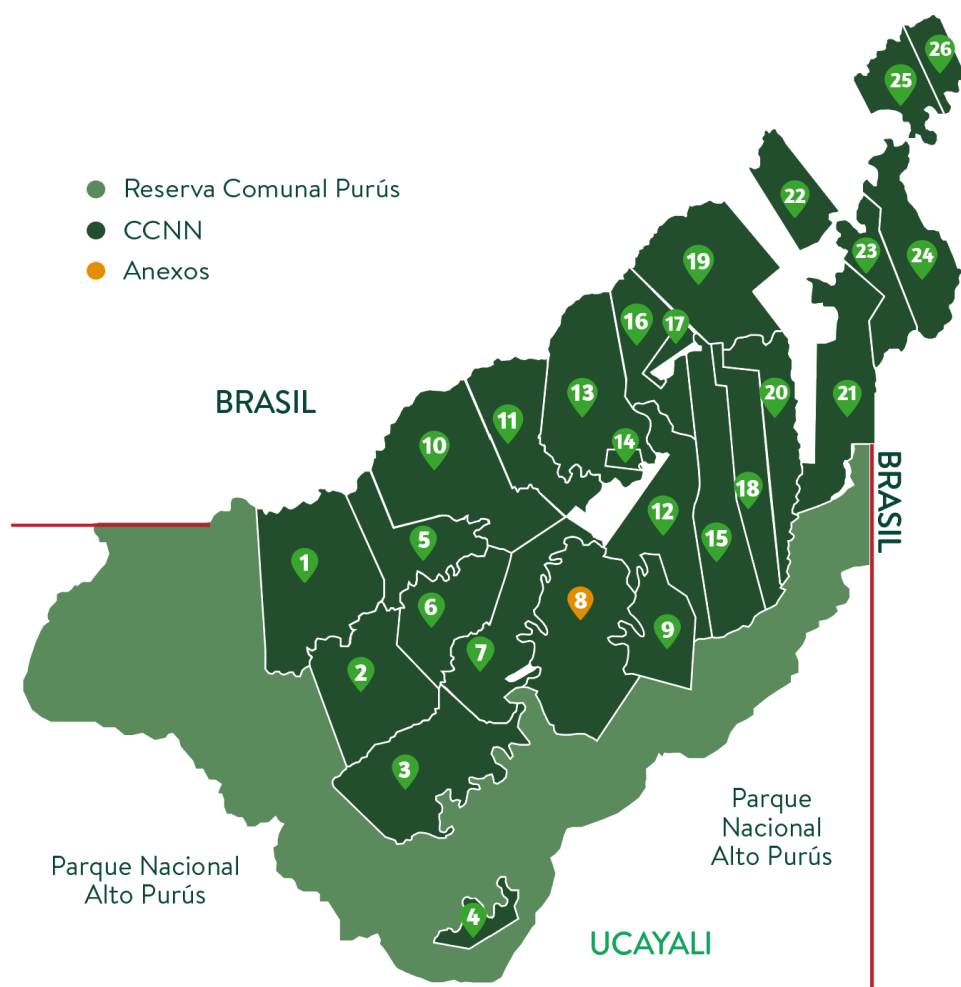 26
25
Reserva Comunal Purús
22
CCNN
23
24
19
Anexos
16
17
BRASIL
13
20
21
11
14
10
BRASIL
18
12
5
15
1
6
8
9
7
2
3
Parque
Nacional
Alto Purús
Parque Nacional
Alto Purús
4
UCAYALI